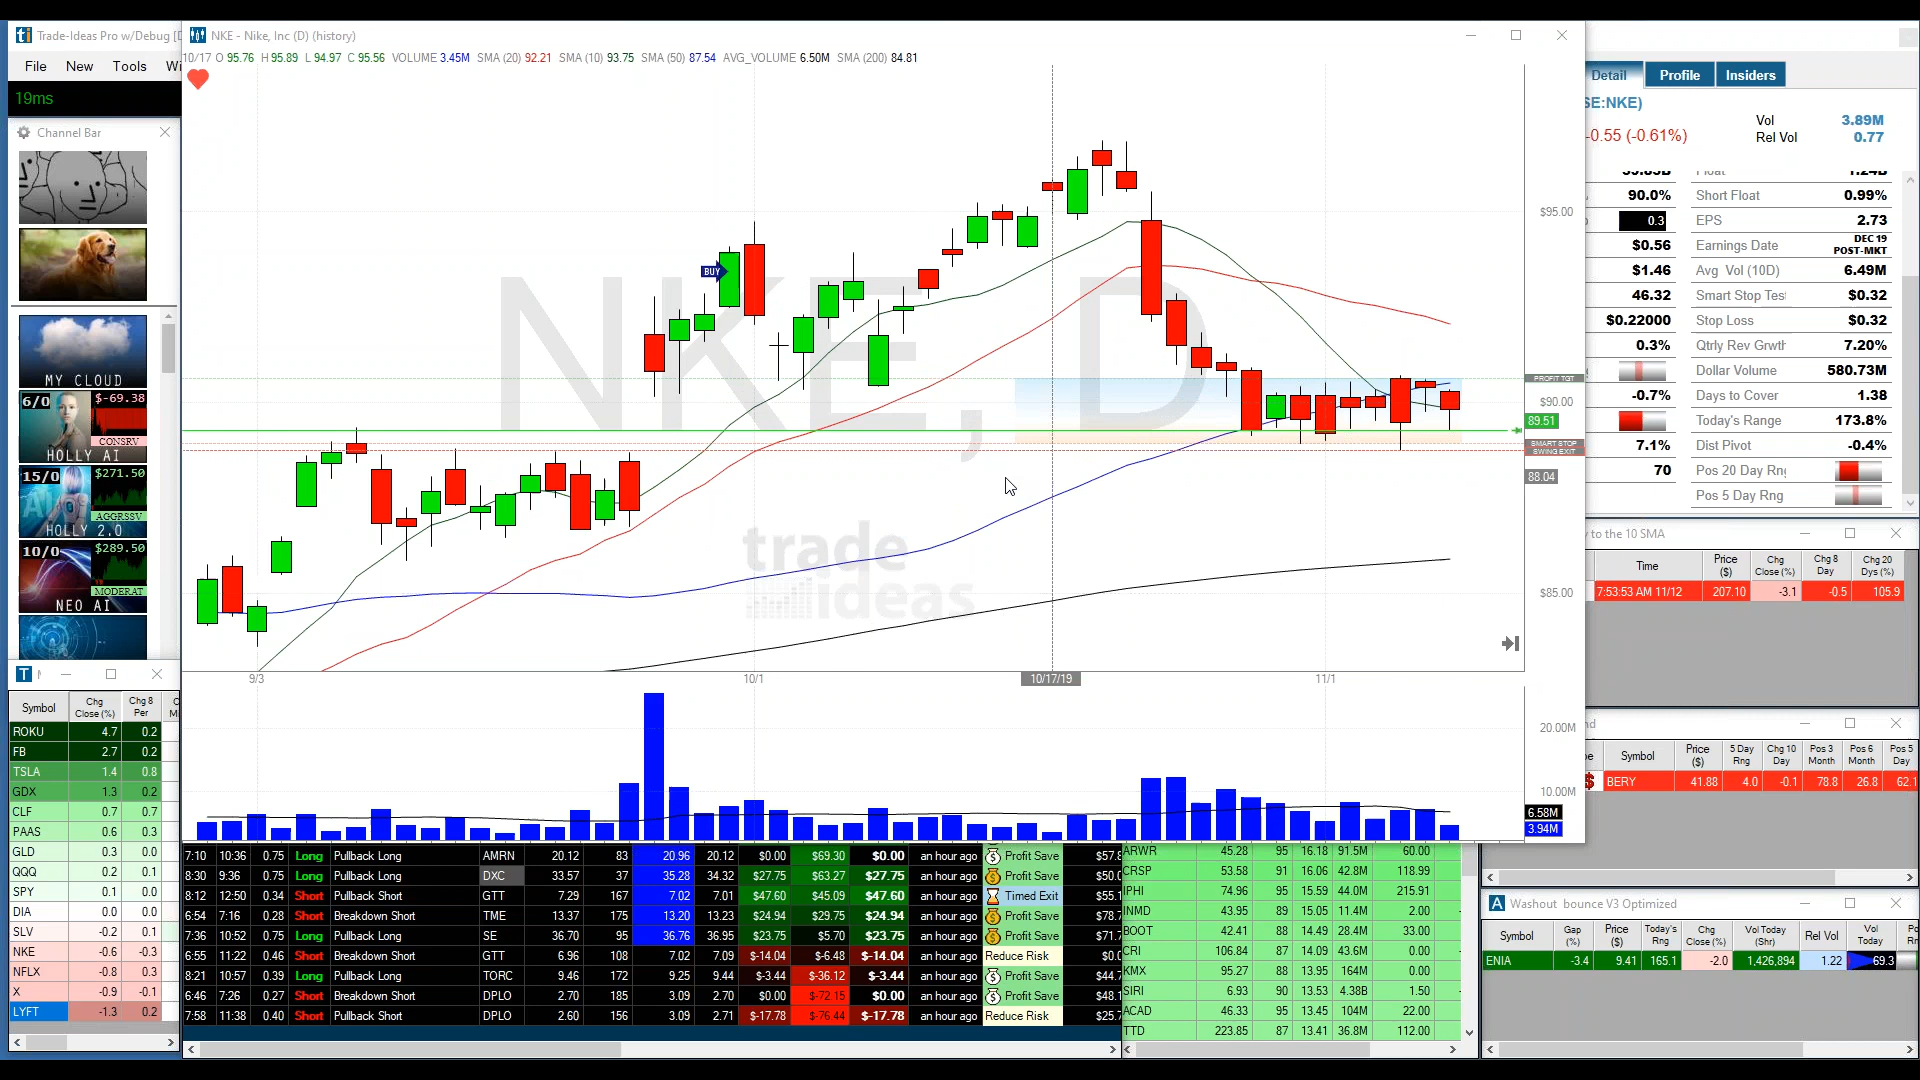 Trade-Ideas Pro w/Debug [D
File New Tools Wi
19ms
Channel Bar
MY CLOUD
6/0 $-69.38
CONSRV
HOLLY AI
15/0 $271.50
AGGRSSV
HOLLY 2.0
10/0 $289.50
MODERAT
NEO AI
NKE - Nike, Inc (D) (history)
10/17 O 95.76 H 95.89 L 94.97 C 95.56 VOLUME 3.45M SMA (20) 92.21 SMA (10) 93.75 SMA (50) 87.54 AVG_VOLUME 6.50M SMA (200) 84.81
NKE, D
BUY
trade
ideas
$95.00
PROFIT TGT
$90.00
89.51
SMART STOP
SWING EXIT
88.04
$85.00
9/3 10/1 10/17/19 11/1
20.00M
10.00M
6.58M
3.94M
Detail Profile Insiders
SE:NKE)
-0.55 (-0.61%)
Vol 3.89M
Rel Vol 0.77
90.0% Short Float 0.99%
0.3 EPS 2.73
$0.56 Earnings Date DEC 19 POST-MKT
$1.46 Avg Vol (10D) 6.49M
46.32 Smart Stop Test $0.32
$0.22000 Stop Loss $0.32
0.3% Qtrly Rev Grwth 7.20%
Dollar Volume 580.73M
-0.7% Days to Cover 1.38
Today's Range 173.8%
7.1% Dist Pivot -0.4%
70 Pos 20 Day Rng
Pos 5 Day Rng
y to the 10 SMA
Time Price ($) Chg Close (%) Chg 8 Day Chg 20 Dys (%)
7:53:53 AM 11/12 207.10 -3.1 -0.5 105.9
nd
pe Symbol Price ($) 5 Day Rng Chg 10 Day Pos 3 Month Pos 6 Month Pos 5 Day
$ BERY 41.88 4.0 -0.1 78.8 26.8 62.1
Washout bounce V3 Optimized
Symbol Gap (%) Price ($) Today's Rng Chg Close (%) Vol Today (Shr) Rel Vol Vol Today
ENIA -3.4 9.41 165.1 -2.0 1,426,894 1.22 69.3
Symbol Chg Close (%) Chg 8 Per
ROKU 4.7 0.2
FB 2.7 0.2
TSLA 1.4 0.8
GDX 1.3 0.2
CLF 0.7 0.7
PAAS 0.6 0.3
GLD 0.3 0.0
QQQ 0.2 0.1
SPY 0.1 0.0
DIA 0.0 0.0
SLV -0.2 0.1
NKE -0.6 -0.3
NFLX -0.8 0.3
X -0.9 -0.1
LYFT -1.3 0.2
7:10 10:36 0.75 Long Pullback Long AMRN 20.12 83 20.96 20.12 $0.00 $69.30 $0.00 an hour ago Profit Save $57.8
8:30 9:36 0.75 Long Pullback Long DXC 33.57 37 35.28 34.32 $27.75 $63.27 $27.75 an hour ago Profit Save $50.0
8:12 12:50 0.34 Short Pullback Short GTT 7.29 167 7.02 7.01 $47.60 $45.09 $47.60 an hour ago Timed Exit $55.1
6:54 7:16 0.28 Short Breakdown Short TME 13.37 175 13.20 13.23 $24.94 $29.75 $24.94 an hour ago Profit Save $78.7
7:36 10:52 0.75 Long Pullback Long SE 36.70 95 36.76 36.95 $23.75 $5.70 $23.75 an hour ago Profit Save $71.7
6:55 11:22 0.46 Short Breakdown Short GTT 6.96 108 7.02 7.09 $-14.04 $-6.48 $-14.04 an hour ago Reduce Risk $0.0
8:21 10:57 0.39 Long Pullback Long TORC 9.46 172 9.25 9.44 $-3.44 $-36.12 $-3.44 an hour ago Profit Save $44.7
6:46 7:26 0.27 Short Breakdown Short DPLO 2.70 185 3.09 2.70 $0.00 $-72.15 $0.00 an hour ago Profit Save $48.1
7:58 11:38 0.40 Short Pullback Short DPLO 2.60 156 3.09 2.71 $-17.78 $-76.44 $-17.78 an hour ago Reduce Risk $25.7
ARWR 45.28 95 16.18 91.5M 60.00
CRSP 53.58 91 16.06 42.8M 118.99
IPHI 74.96 95 15.59 44.0M 215.91
INMD 43.95 89 15.05 11.4M 2.00
BOOT 42.41 88 14.49 28.4M 33.00
CRI 106.84 87 14.09 43.6M 0.00
KMX 95.27 88 13.95 164M 0.00
SIRI 6.93 90 13.53 4.38B 1.50
ACAD 46.33 95 13.45 104M 22.00
TTD 223.85 87 13.41 36.8M 112.00